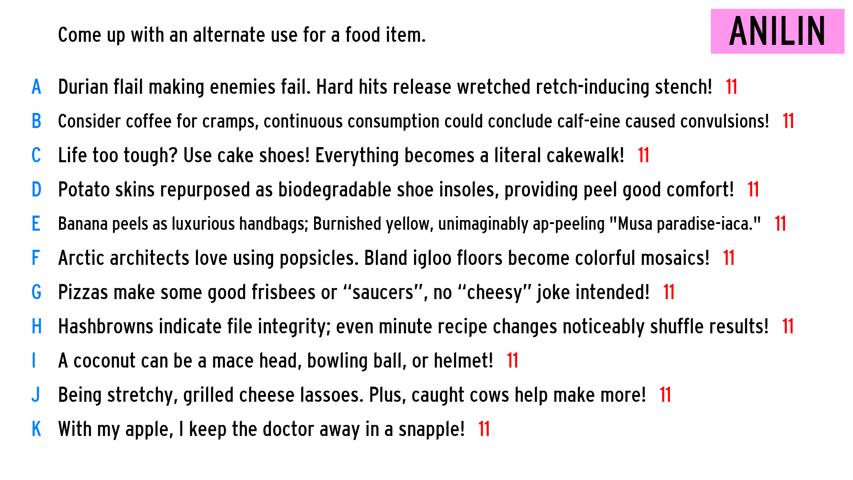 Come up with an alternate use for a food item.
ANILIN
A Durian flail making enemies fail. Hard hits release wretched retch-inducing stench! 11
B Consider coffee for cramps, continuous consumption could conclude calf-eine caused convulsions! 11
C Life too tough? Use cake shoes! Everything becomes a literal cakewalk! 11
D Potato skins repurposed as biodegradable shoe insoles, providing peel good comfort! 11
E Banana peels as luxurious handbags; Burnished yellow, unimaginably ap-peeling "Musa paradise-iaca." 11
F Arctic architects love using popsicles. Bland igloo floors become colorful mosaics! 11
G Pizzas make some good frisbees or “saucers”, no “cheesy” joke intended! 11
H Hashbrowns indicate file integrity; even minute recipe changes noticeably shuffle results! 11
I A coconut can be a mace head, bowling ball, or helmet! 11
J Being stretchy, grilled cheese lassoes. Plus, caught cows help make more! 11
K With my apple, I keep the doctor away in a snapple! 11